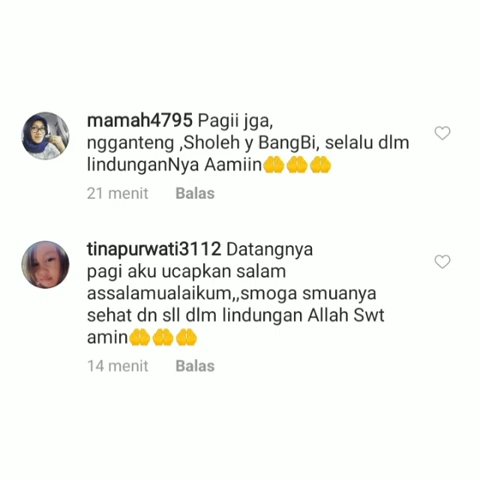 mamah4795 Pagii jga,
ngganteng ,Sholeh y BangBi, selalu dlm
lindunganNya Aamiin🤲🤲🤲
21 menit Balas
tinapurwati3112 Datangnya
pagi aku ucapkan salam
assalamualaikum,,smoga smuanya
sehat dn sll dlm lindungan Allah Swt
amin🤲🤲🤲
14 menit Balas